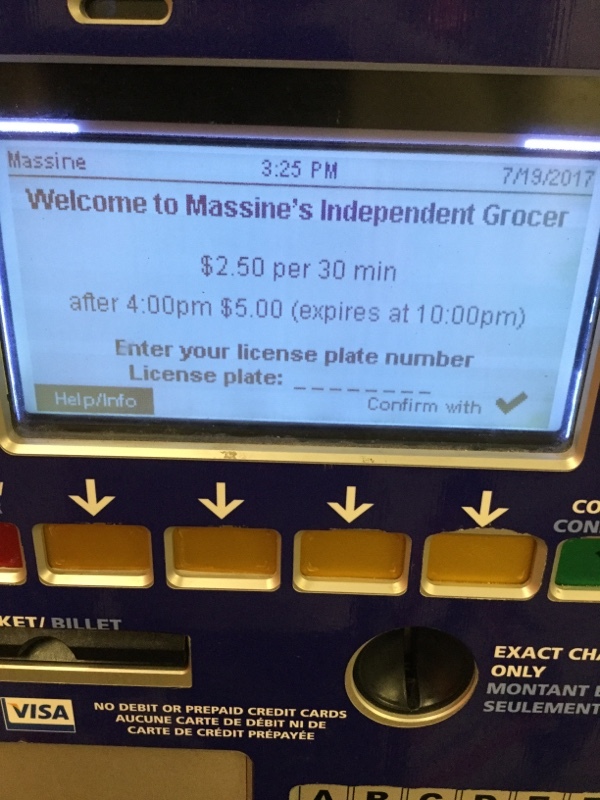 Massine 3:25 PM 7/19/2017
Welcome to Massine's Independent Grocer
$2.50 per 30 min
after 4:00pm $5.00 (expires at 10:00pm)
Enter your license plate number
License plate: _ _ _ _ _ _ _ _
Help/Info Confirm with ✓
CO
CON
KET/ BILLET
EXACT CHA
ONLY
MONTANT E
SEULEMENT
VISA
NO DEBIT OR PREPAID CREDIT CARDS
AUCUNE CARTE DE DÉBIT NI DE
CARTE DE CRÉDIT PRÉPAYÉE
A B C D E F